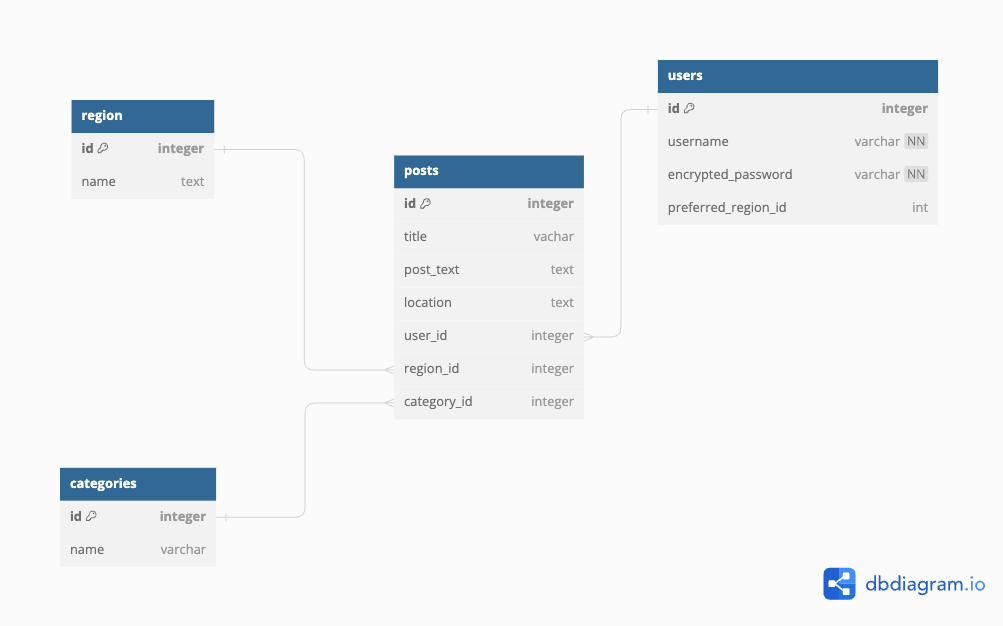 region
id integer
name text
posts
id integer
title vachar
post_text text
location text
user_id integer
region_id integer
category_id integer
users
id integer
username varchar NN
encrypted_password varchar NN
preferred_region_id int
categories
id integer
name varchar
dbdiagram.io